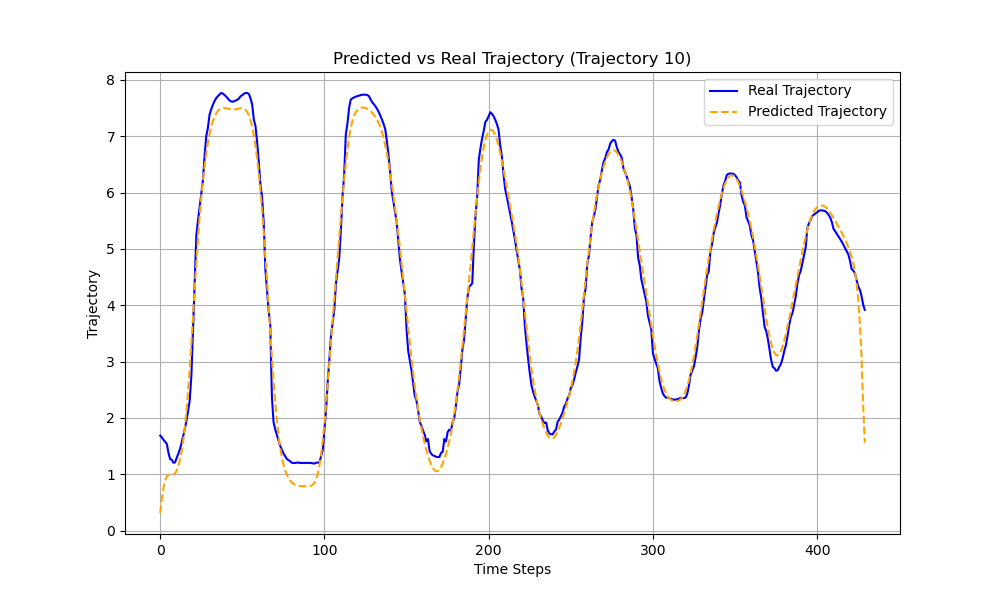 Predicted vs Real Trajectory (Trajectory 10)
Real Trajectory
Predicted Trajectory
Trajectory
8
7
6
5
4
3
2
1
0
0 100 200 300 400
Time Steps